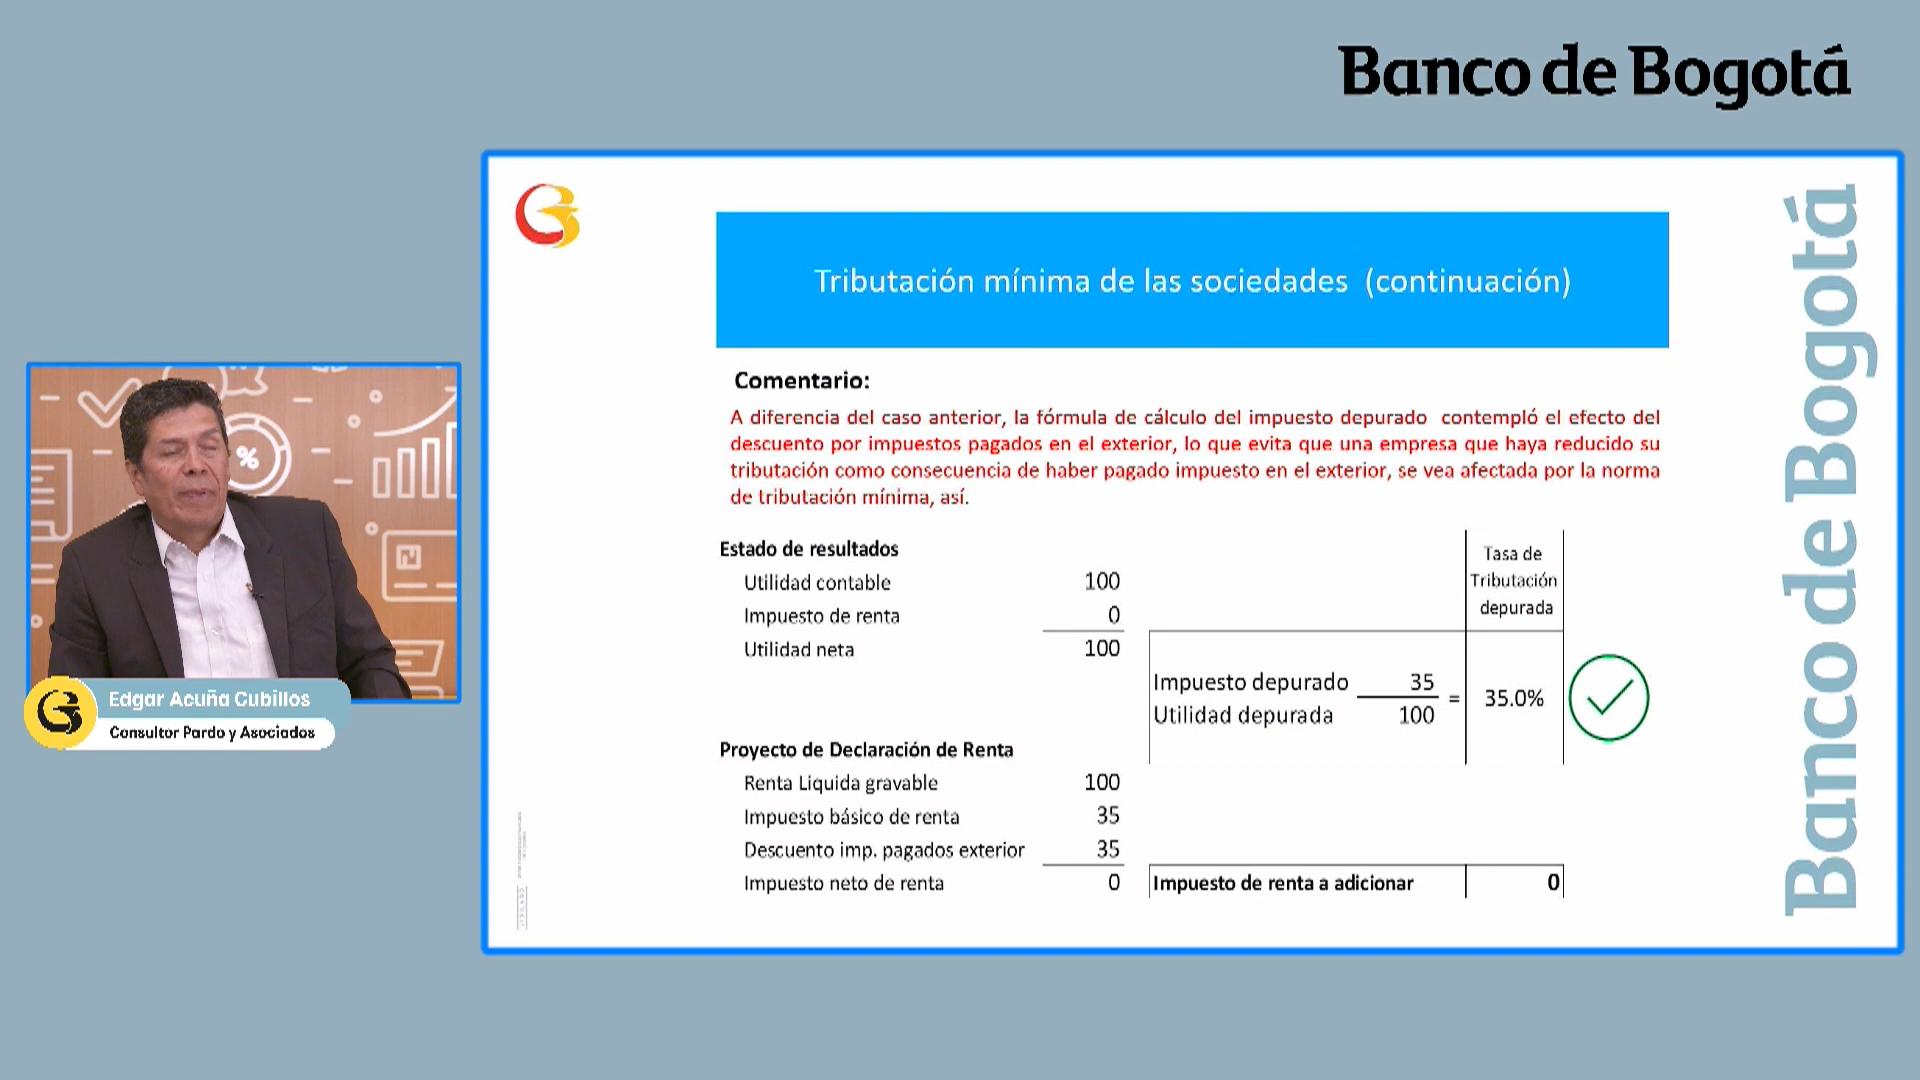 Banco de Bogotá
Tributación mínima de las sociedades (continuación)
Comentario:
A diferencia del caso anterior, la fórmula de cálculo del impuesto depurado contempló el efecto del
descuento por impuestos pagados en el exterior, lo que evita que una empresa que haya reducido su
tributación como consecuencia de haber pagado impuesto en el exterior, se vea afectada por la norma
de tributación mínima, así.
Estado de resultados
Utilidad contable 100
Impuesto de renta 0
Utilidad neta 100
Tasa de
Tributación
depurada
Impuesto depurado 35
Utilidad depurada 100
= 35.0%
Proyecto de Declaración de Renta
Renta Liquida gravable 100
Impuesto básico de renta 35
Descuento imp. pagados exterior 35
Impuesto neto de renta 0
Impuesto de renta a adicionar 0
Banco de Bogotá
%
Edgar Acuña Cubillos
Consultor Pardo y Asociados